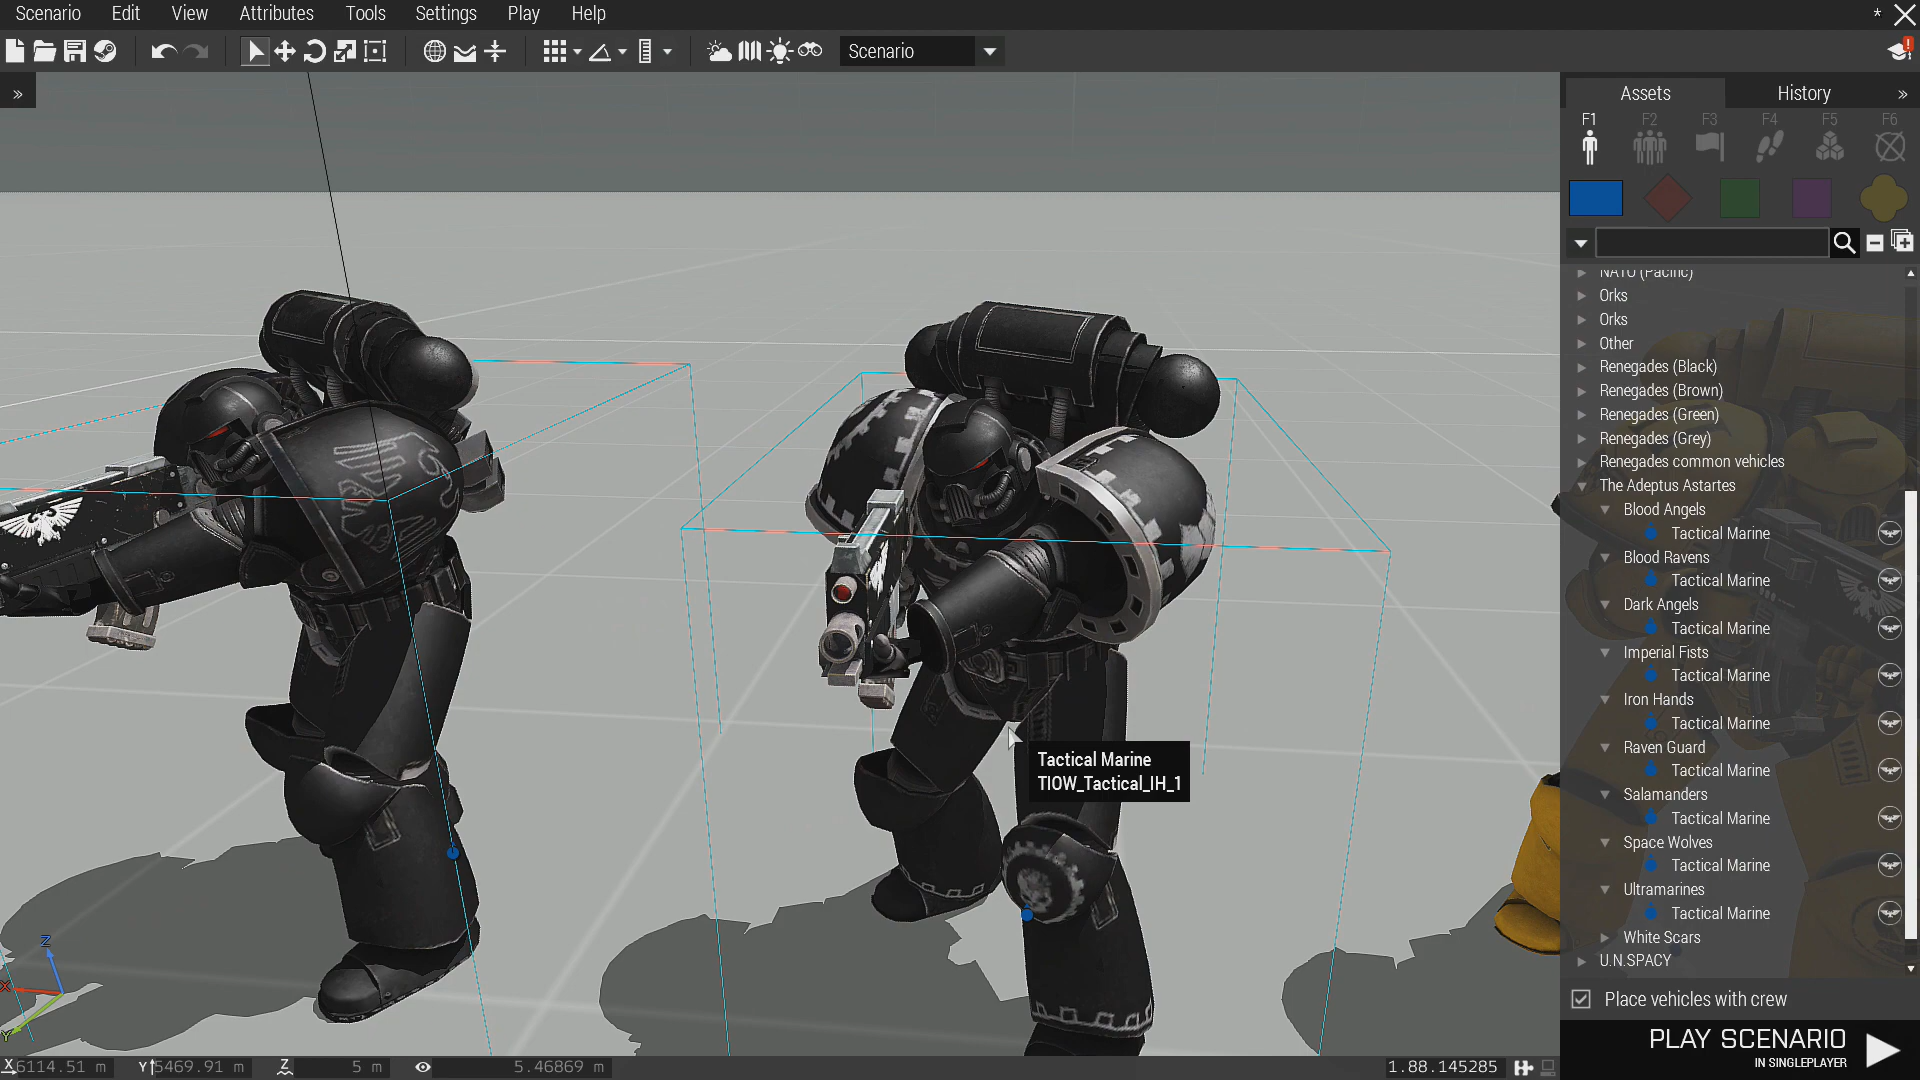 Scenario Edit View Attributes Tools Settings Play Help *
Scenario
» Assets History »
F1 F2 F3 F4 F5 F6
NATO (Pacific)
Orks
Orks
Other
Renegades (Black)
Renegades (Brown)
Renegades (Green)
Renegades (Grey)
Renegades common vehicles
The Adeptus Astartes
Blood Angels
Tactical Marine
Blood Ravens
Tactical Marine
Dark Angels
Tactical Marine
Imperial Fists
Tactical Marine
Iron Hands
Tactical Marine
Raven Guard
Tactical Marine
Salamanders
Tactical Marine
Space Wolves
Tactical Marine
Ultramarines
Tactical Marine
White Scars
U.N.SPACY
Tactical Marine
TIOW_Tactical_IH_1
Z
X
Y
Place vehicles with crew
PLAY SCENARIO
IN SINGLEPLAYER
X 6114.51 m Y 5469.91 m Z 5 m 5.46869 m 1.88.145285